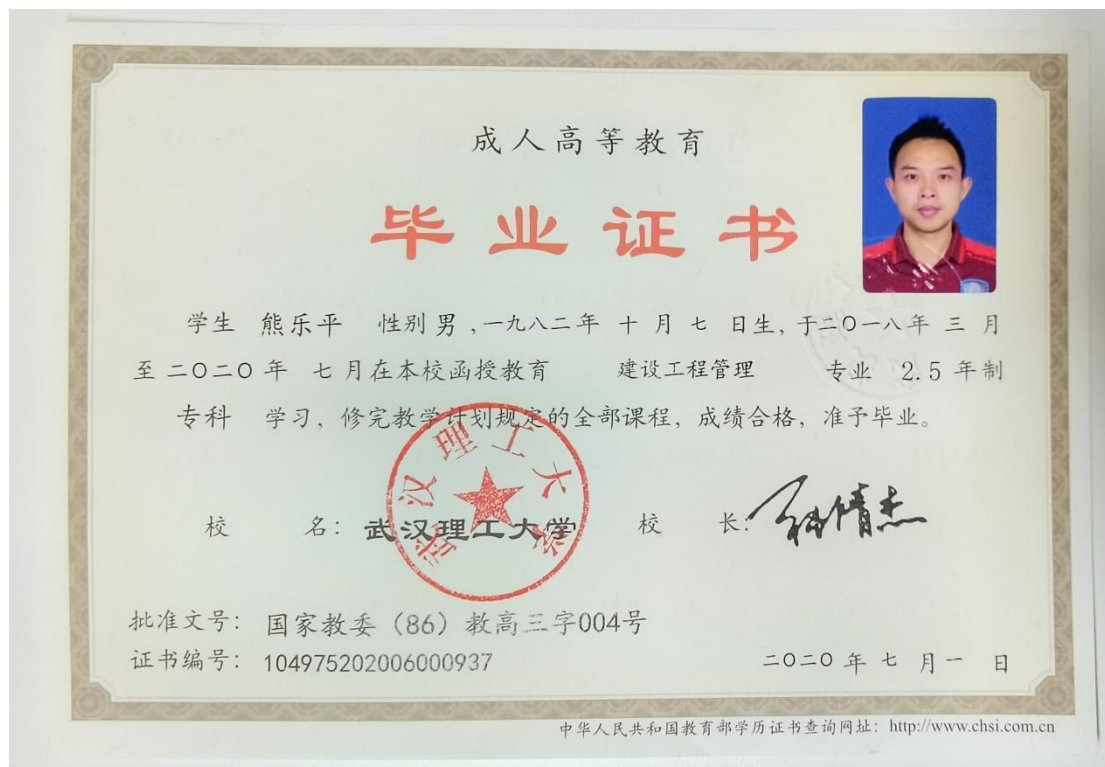 成人高等教育
毕业证书
学生 熊乐平 性别 男 ,一九八二年 十 月 七 日生, 于二〇一八年 三 月
至 二〇二〇 年 七 月在本校函授教育 建设工程管理 专业 2.5 年制
专科 学习, 修完教学计划规定的全部课程, 成绩合格, 准予毕业。
武汉理工大学
校 名: 武汉理工大学 校 长:
批准文号: 国家教委 (86) 教高三字004号
证书编号: 104975202006000937 二〇二〇 年 七 月 一 日
中华人民共和国教育部学历证书查询网址: http://www.chsi.com.cn